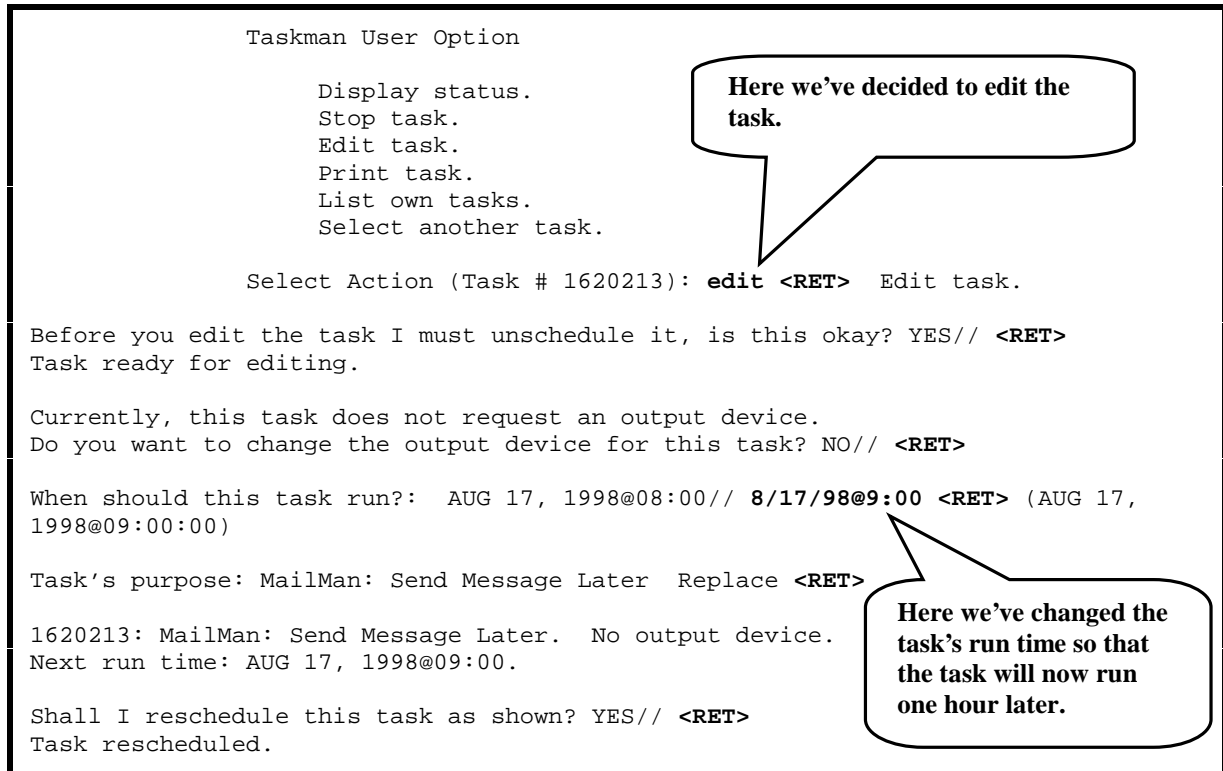 Taskman User Option
Display status.
Stop task.
Edit task.
Print task.
List own tasks.
Select another task.
Here we've decided to edit the
task.
Select Action (Task # 1620213): edit <RET> Edit task.
Before you edit the task I must unschedule it, is this okay? YES// <RET>
Task ready for editing.
Currently, this task does not request an output device.
Do you want to change the output device for this task? NO// <RET>
When should this task run?: AUG 17, 1998@08:00// 8/17/98@9:00 <RET> (AUG 17,
1998@09:00:00)
Task's purpose: MailMan: Send Message Later Replace <RET>
1620213: MailMan: Send Message Later. No output device.
Next run time: AUG 17, 1998@09:00.
Here we've changed the
task's run time so that
the task will now run
one hour later.
Shall I reschedule this task as shown? YES// <RET>
Task rescheduled.